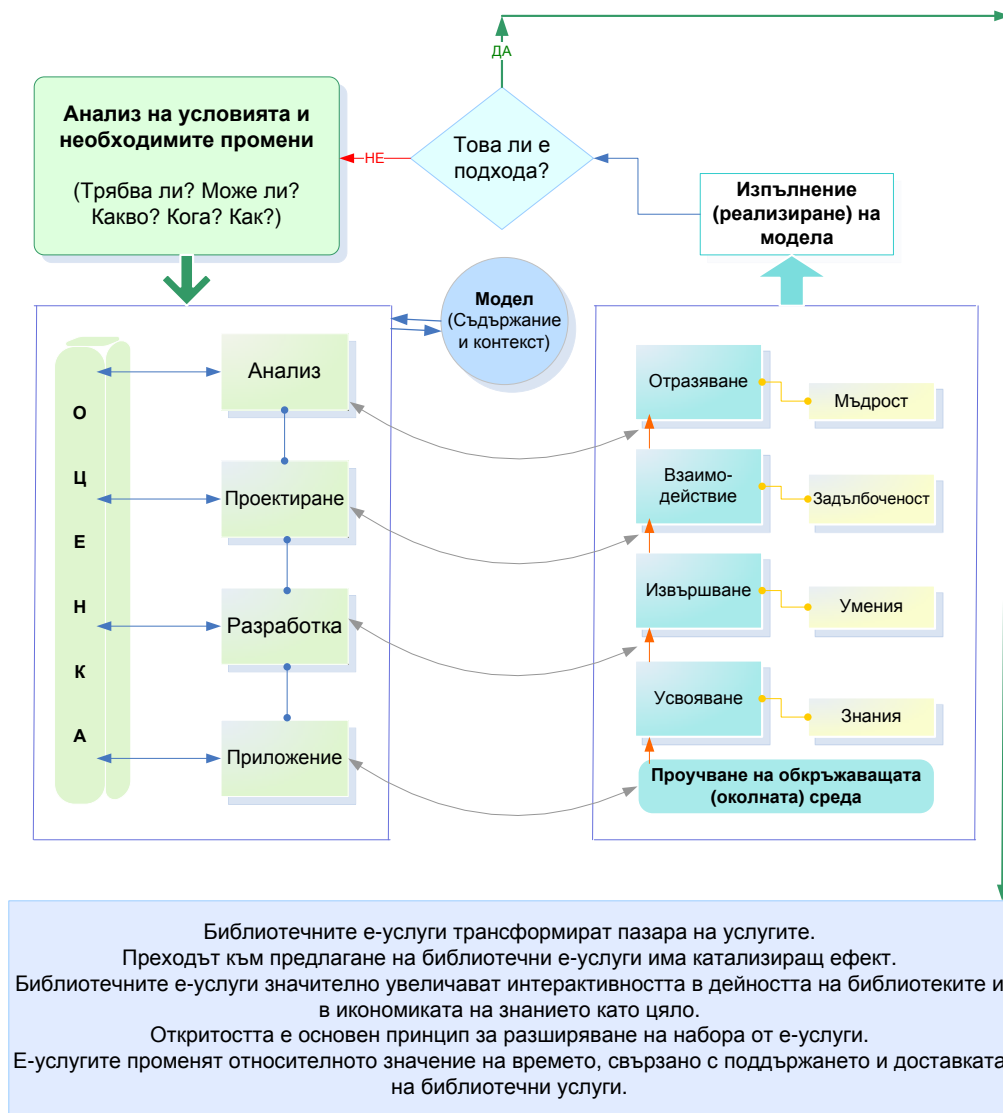 ДА
Анализ на условията и
необходимите промени
(Трябва ли? Може ли?
Какво? Кога? Как?)
НЕ
Това ли е
подхода?
Изпълнение
(реализиране) на
модела
Модел
(Съдържание
и контекст)
О
Ц
Е
Н
К
А
Анализ
Проектиране
Разработка
Приложение
Отразяване
Мъдрост
Взаимо-
действие
Задълбоченост
Извършване
Умения
Усвояване
Знания
Проучване на обкръжаващата
(околната) среда
Библиотечните е-услуги трансформират пазара на услугите.
Преходът към предлагане на библиотечни е-услуги има катализиращ ефект.
Библиотечните е-услуги значително увеличават интерактивността в дейността на библиотеките и
в икономиката на знанието като цяло.
Откритостта е основен принцип за разширяване на набора от е-услуги.
Е-услугите променят относителното значение на времето, свързано с поддържането и доставката
на библиотечни услуги.